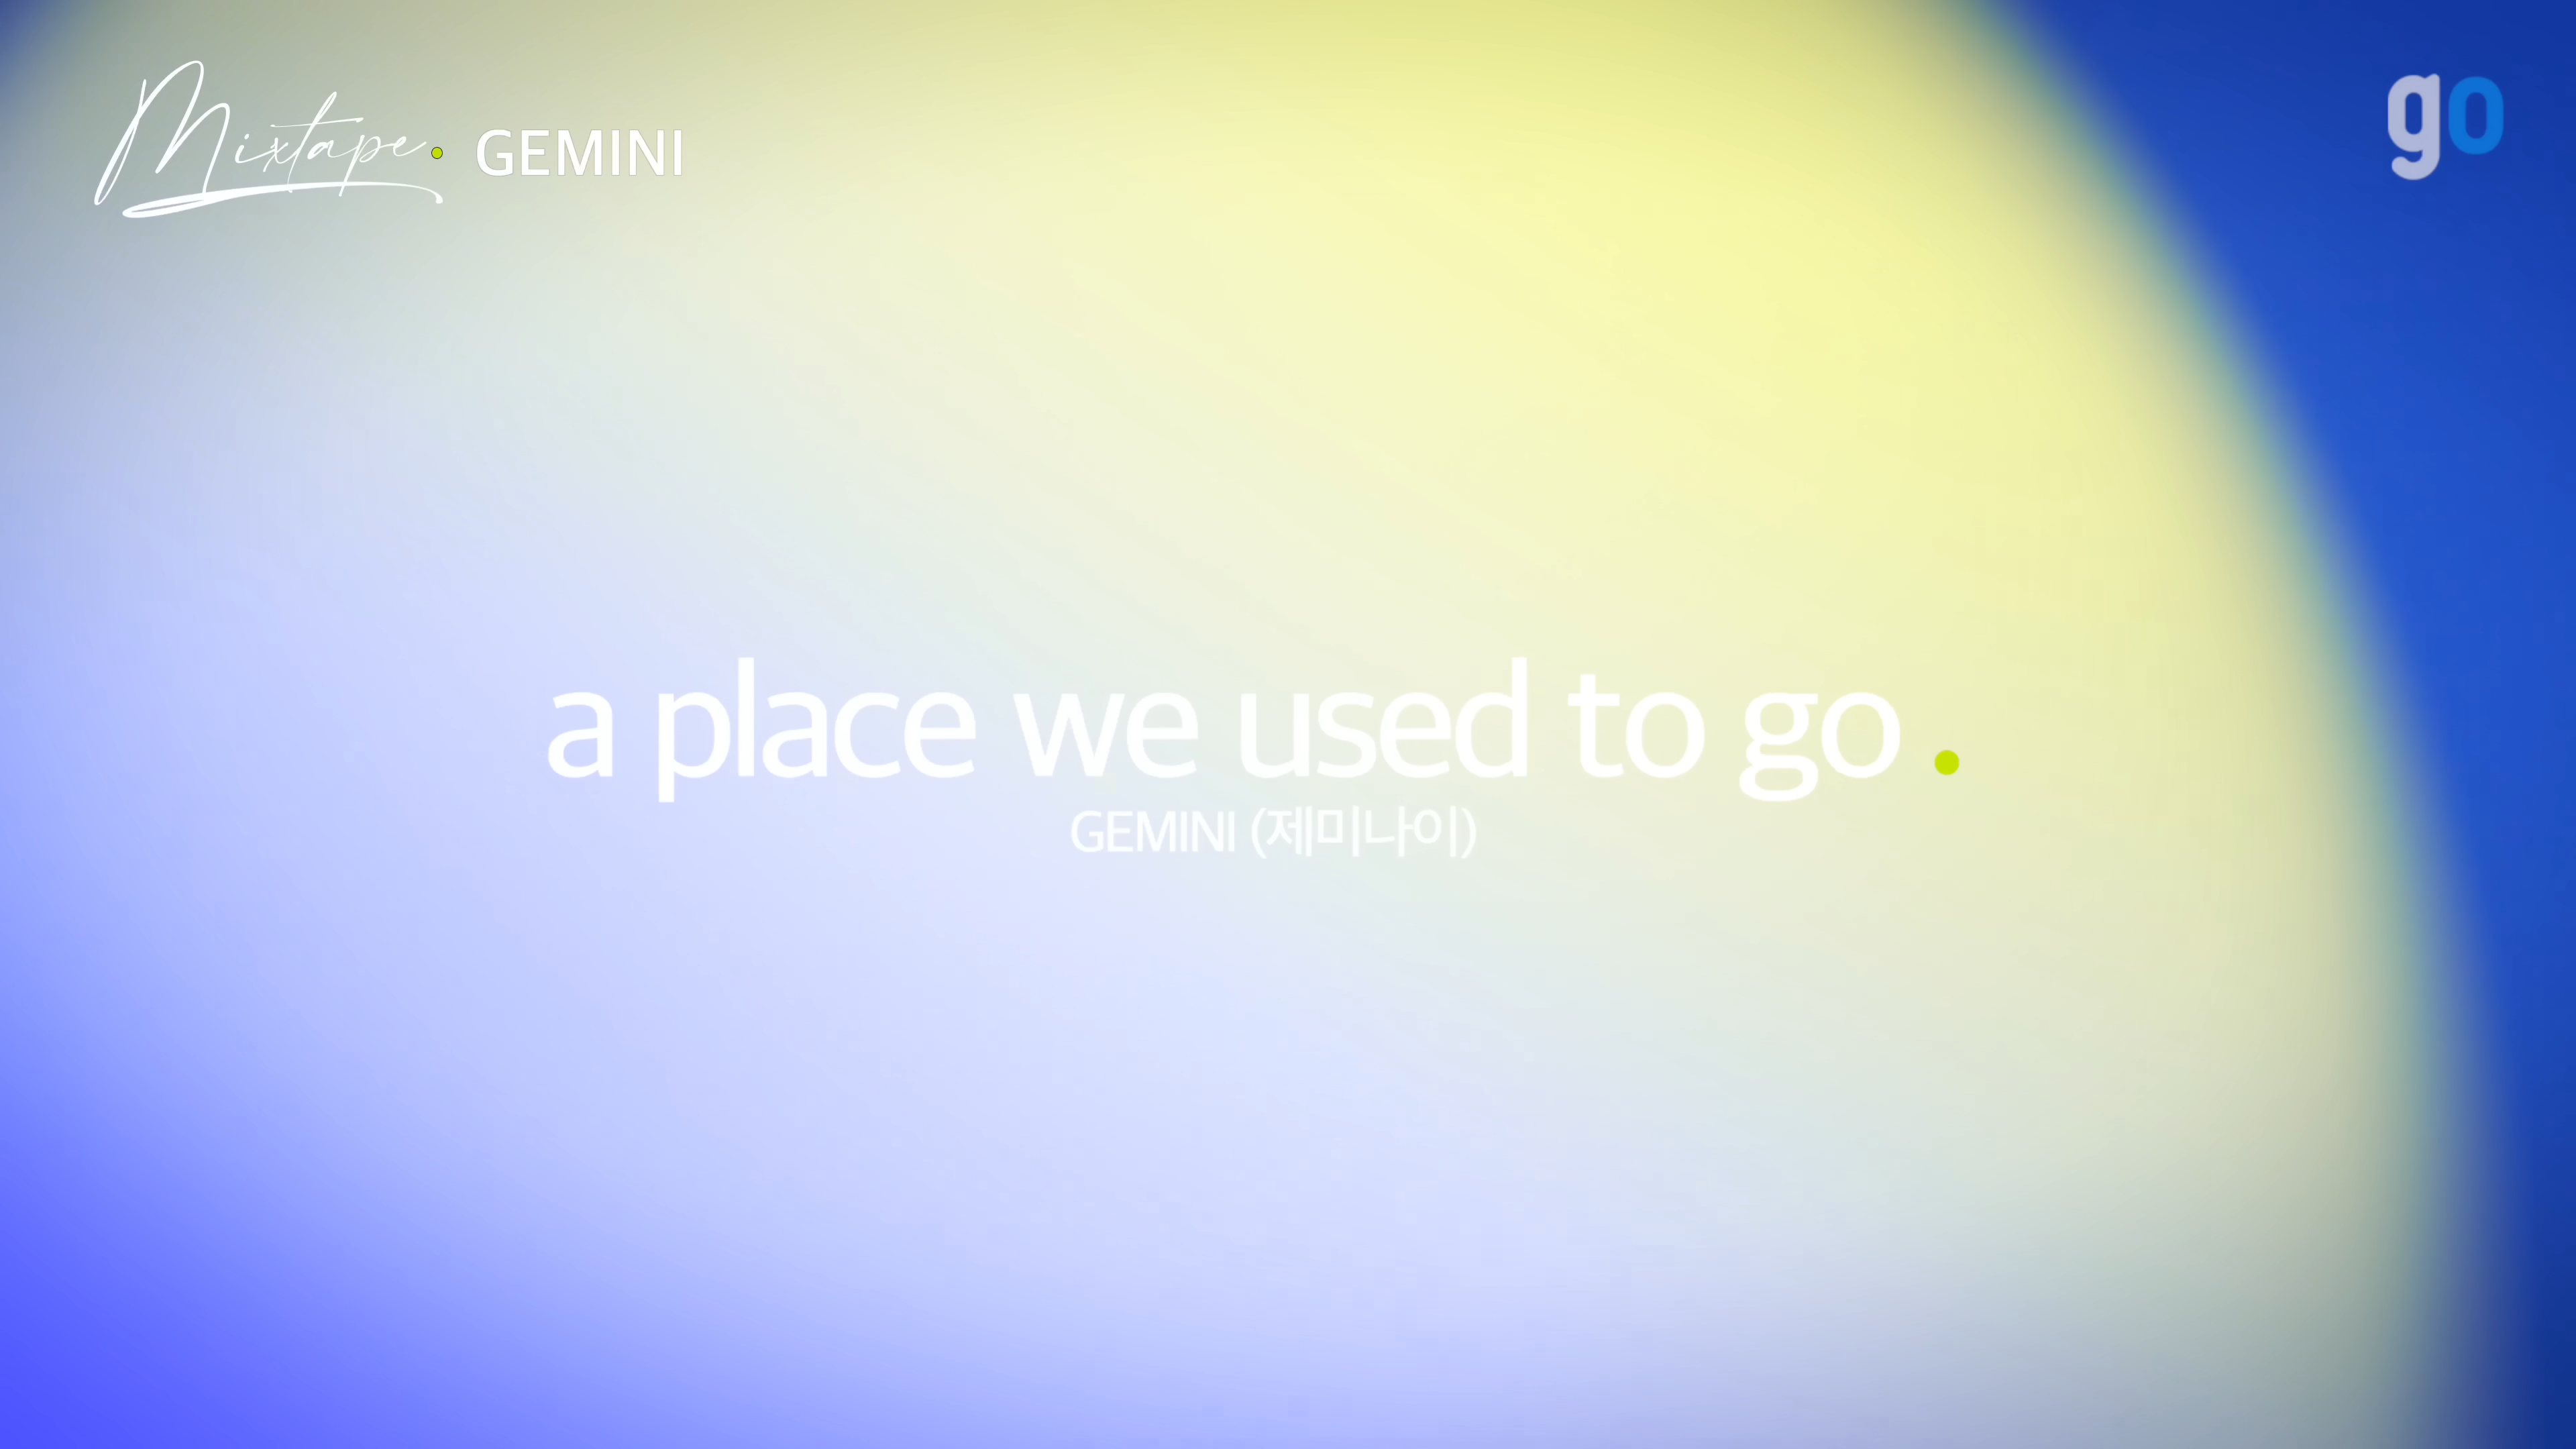 Mixtape. GEMINI
go
a place we used to go.
GEMINI (제미나이)